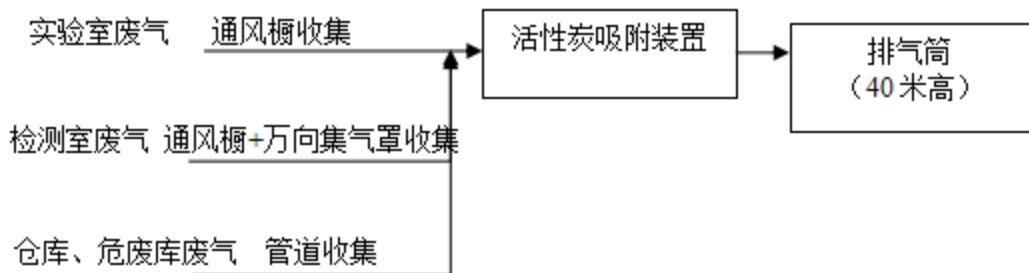 实验室废气 通风橱收集
活性炭吸附装置
排气筒
（40 米高）
检测室废气 通风橱+万向集气罩收集
仓库、危废库废气 管道收集